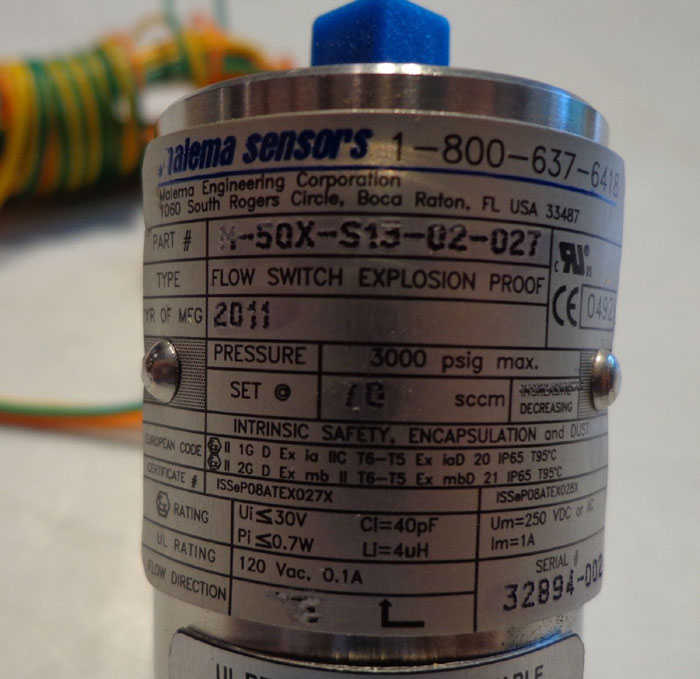 malema sensors 1-800-637-6418
Malema Engineering Corporation
1060 South Rogers Circle, Boca Raton, FL USA 33487
PART # M-50X-S13-02-027
TYPE FLOW SWITCH EXPLOSION PROOF
YR OF MFG 2011
CE 0492
PRESSURE 3000 psig max.
SET @ 10 sccm
DECREASING
INTRINSIC SAFETY, ENCAPSULATION and DUST
EUROPEAN CODE II 1G D Ex ia IIC T6-T5 Ex iaD 20 IP65 T95°C
II 2G D Ex mb II T6-T5 Ex mbD 21 IP65 T95°C
CERTIFICATE # ISSeP08ATEX027X ISSeP08ATEX028X
RATING Ui≤30V Ci=40pF Um=250 VDC or AC
Pi≤0.7W Li=4uH Im=1A
UL RATING 120 Vac, 0.1A
SERIAL #
FLOW DIRECTION 32894-002